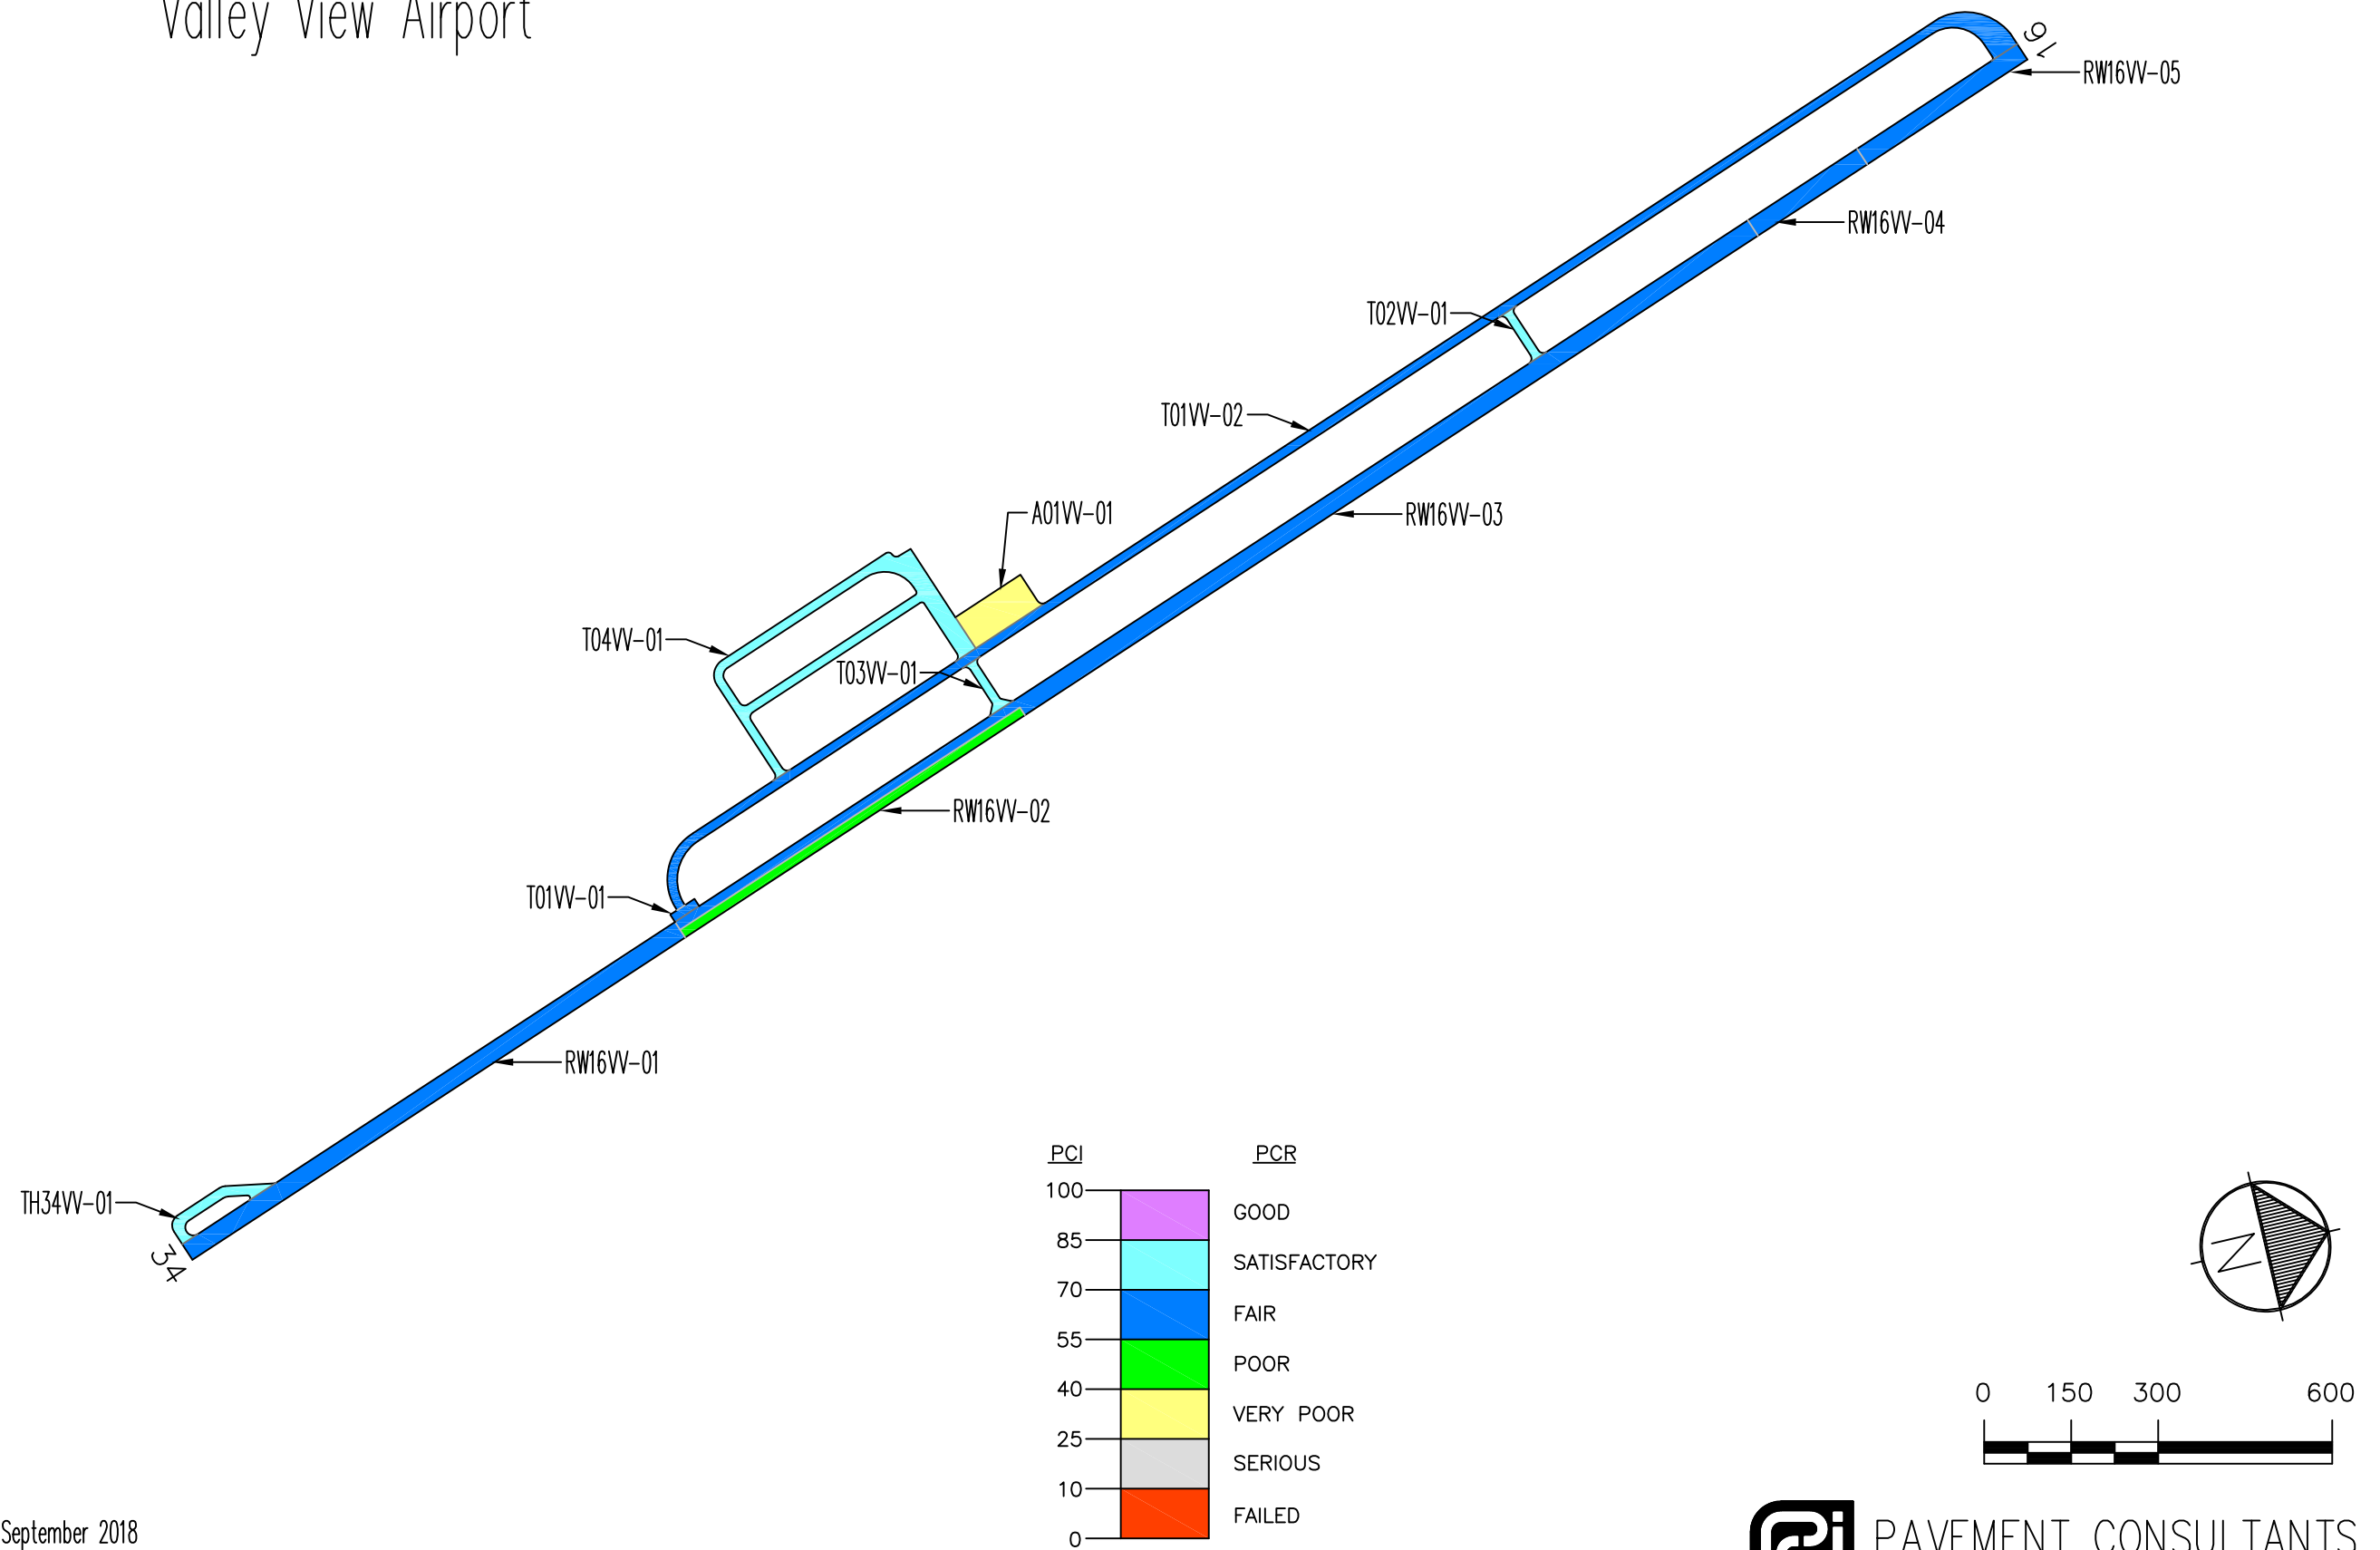 Valley View Airport
16
RW16VV-05
RW16VV-04
T02VV-01
T01VV-02
A01VV-01
RW16VV-03
T04VV-01
T03VV-01
RW16VV-02
T01VV-01
RW16VV-01
TH34VV-01
34
PCI PCR
100
GOOD
85
SATISFACTORY
70
FAIR
55
POOR
40
VERY POOR
25
SERIOUS
10
FAILED
0
N
0 150 300 600
September 2018
PAVEMENT CONSULTANTS